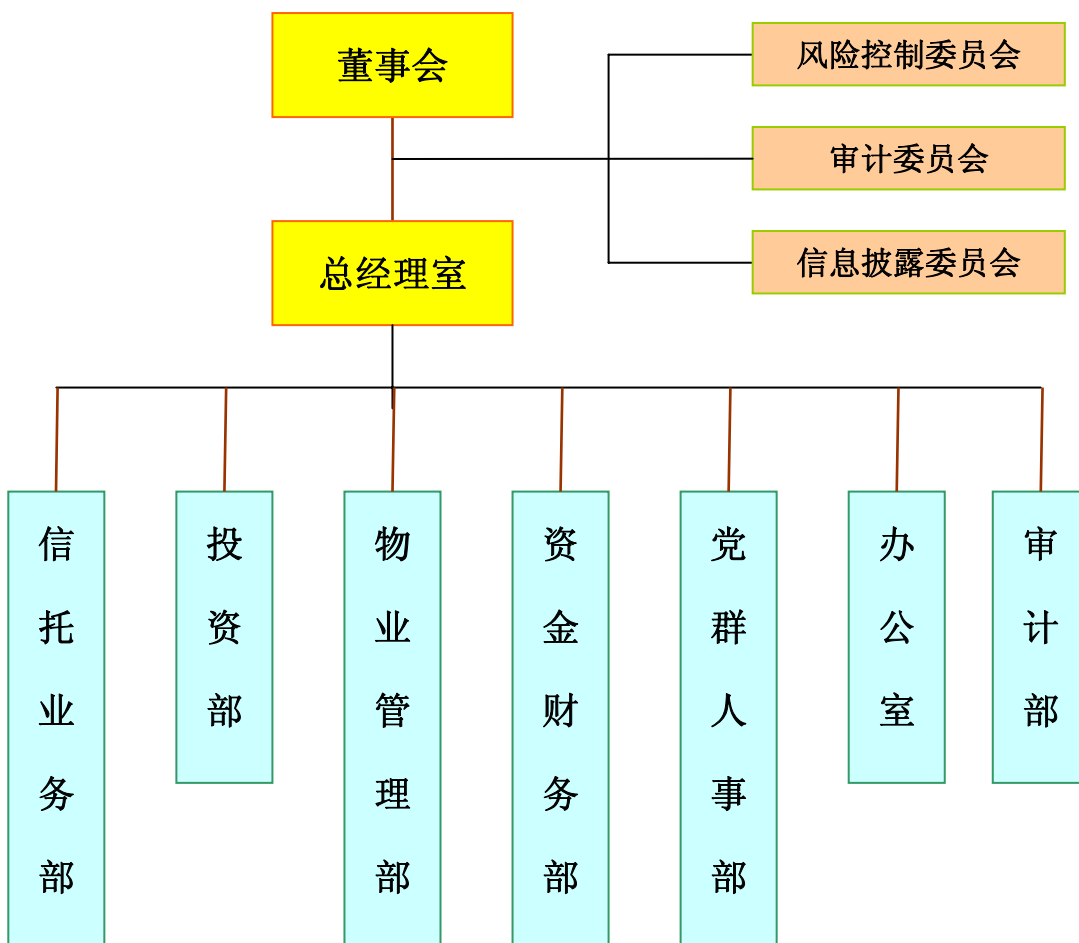 董事会
风险控制委员会
审计委员会
总经理室
信息披露委员会
信托业务部
投资部
物业管理部
资金财务部
党群人事部
办公室
审计部